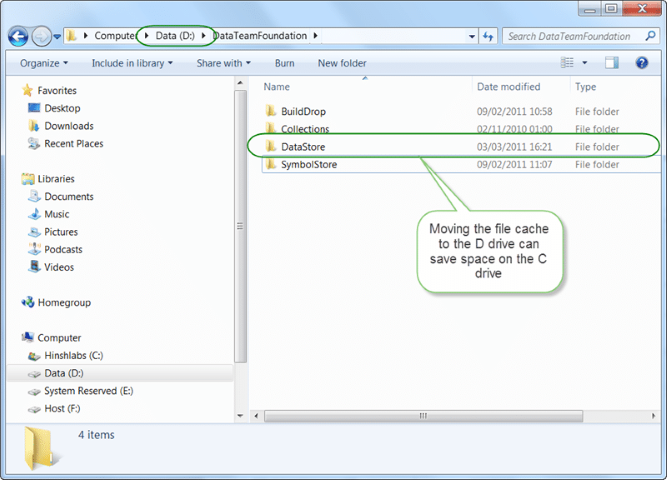 Computer Data (D:) DataTeamFoundation
Search DataTeamFoundation
Organize Include in library Share with Burn New folder
Favorites
Desktop
Downloads
Recent Places
Libraries
Documents
Music
Pictures
Podcasts
Videos
Homegroup
Computer
Hinshlabs (C:)
Data (D:)
System Reserved (E:)
Host (F:)
Name Date modified Type
BuildDrop 09/02/2011 10:58 File folder
Collections 02/11/2010 01:00 File folder
DataStore 03/03/2011 16:21 File folder
SymbolStore 09/02/2011 11:07 File folder
Moving the file cache
to the D drive can
save space on the C
drive
4 items